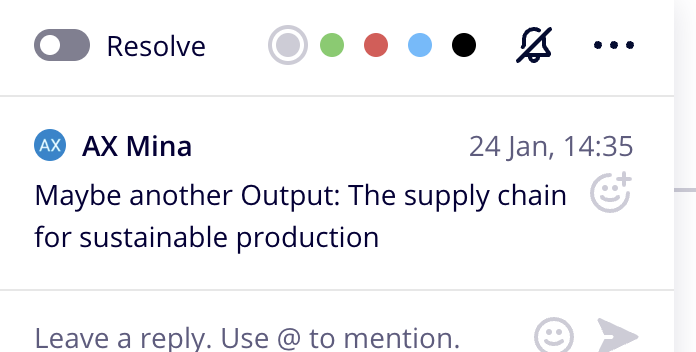 Resolve
AX AX Mina 24 Jan, 14:35
Maybe another Output: The supply chain
for sustainable production
Leave a reply. Use @ to mention.